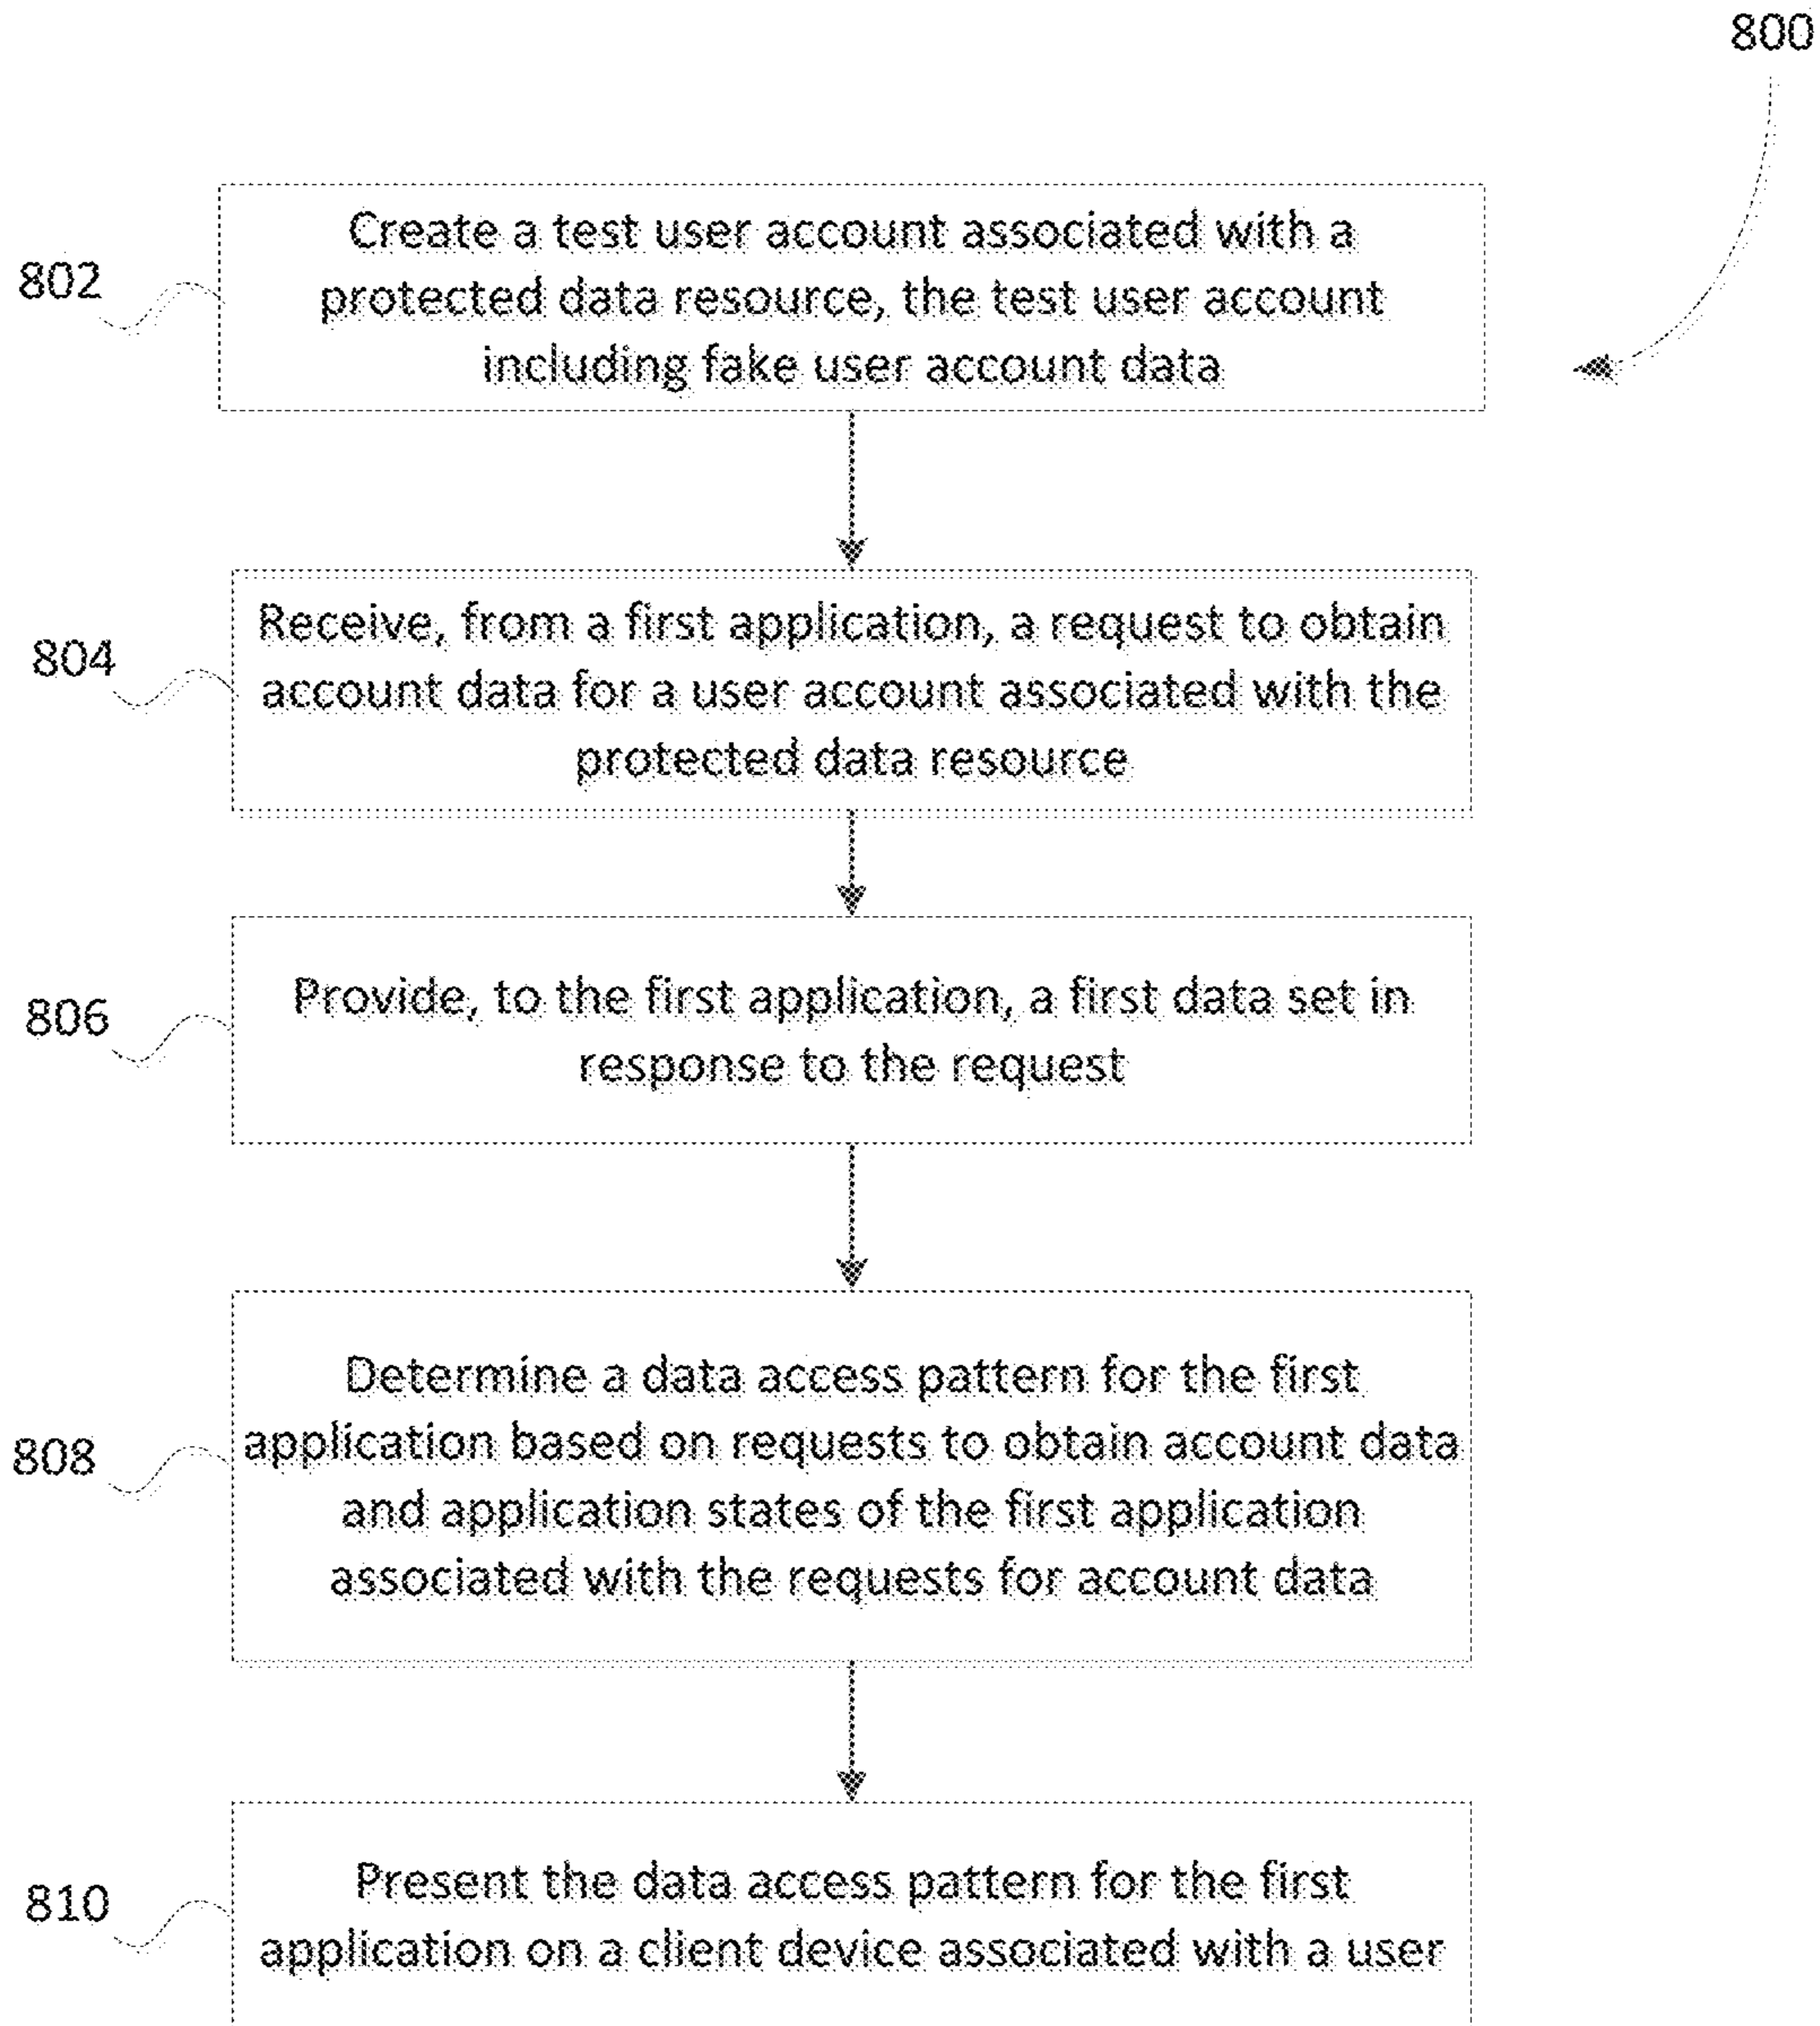 800
802
Create a test user account associated with a
protected data resource, the test user account
including fake user account data
804
Receive, from a first application, a request to obtain
account data for a user account associated with the
protected data resource
806
Provide, to the first application, a first data set in
response to the request
808
Determine a data access pattern for the first
application based on requests to obtain account data
and application states of the first application
associated with the requests for account data
810
Present the data access pattern for the first
application on a client device associated with a user